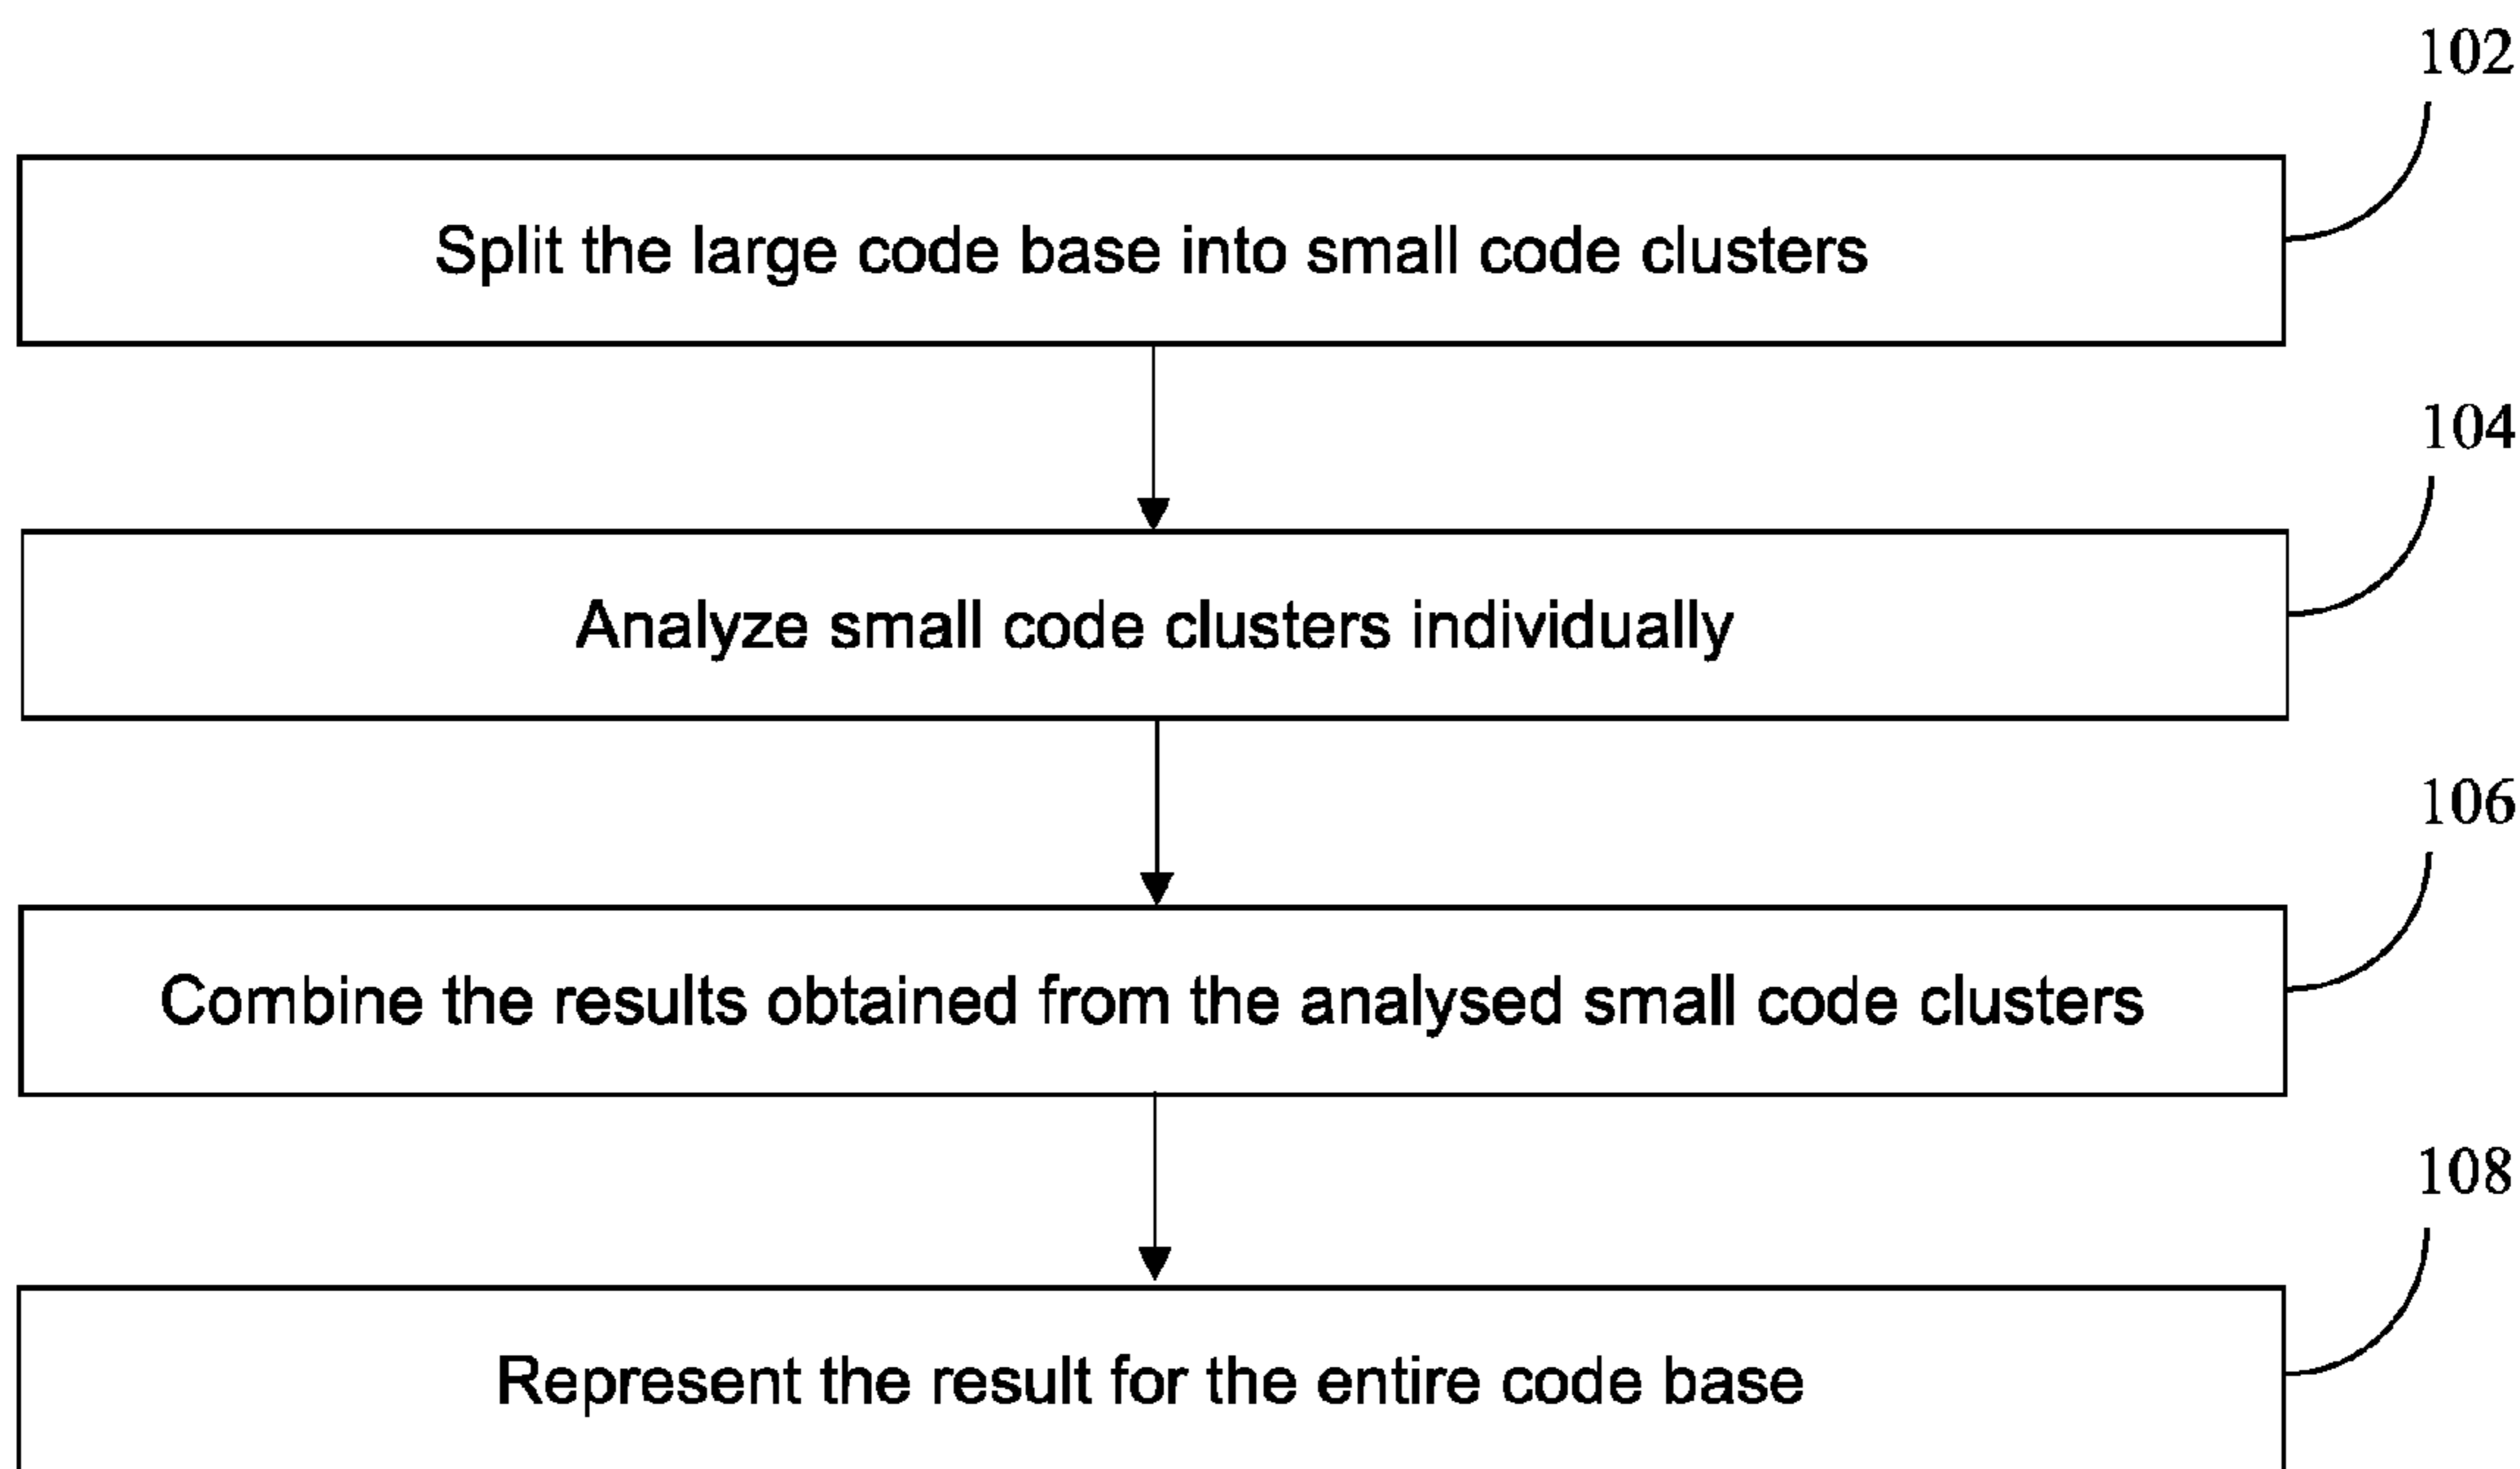 102
Split the large code base into small code clusters
104
Analyze small code clusters individually
106
Combine the results obtained from the analysed small code clusters
108
Represent the result for the entire code base